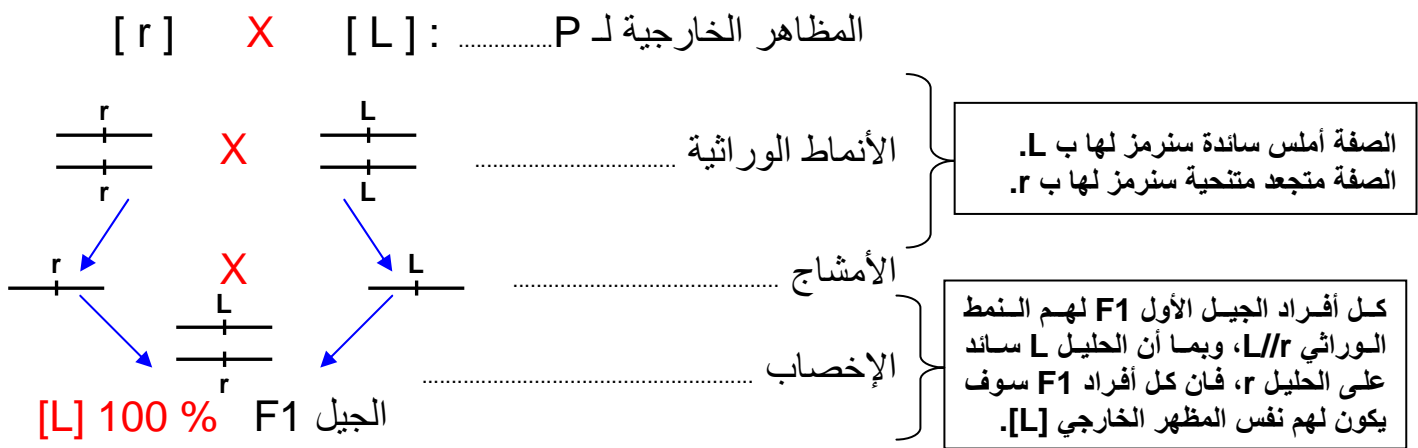 المظاهر الخارجية لـ P............... : [ L ] X [ r ]
r L
الأنماط الوراثية ............................... X
r L
الصفة أملس سائدة سنرمز لها ب L.
الصفة متجعد متنحية سنرمز لها ب r.
r L
الأمشاج .................................... X
L
الإخصاب .............................................
r
الجيل F1 % 100 [L]
كل أفراد الجيل الأول F1 لهم النمط
الوراثي L//r، وبما أن الحليل L سائد
على الحليل r، فان كل أفراد F1 سوف
يكون لهم نفس المظهر الخارجي [L].